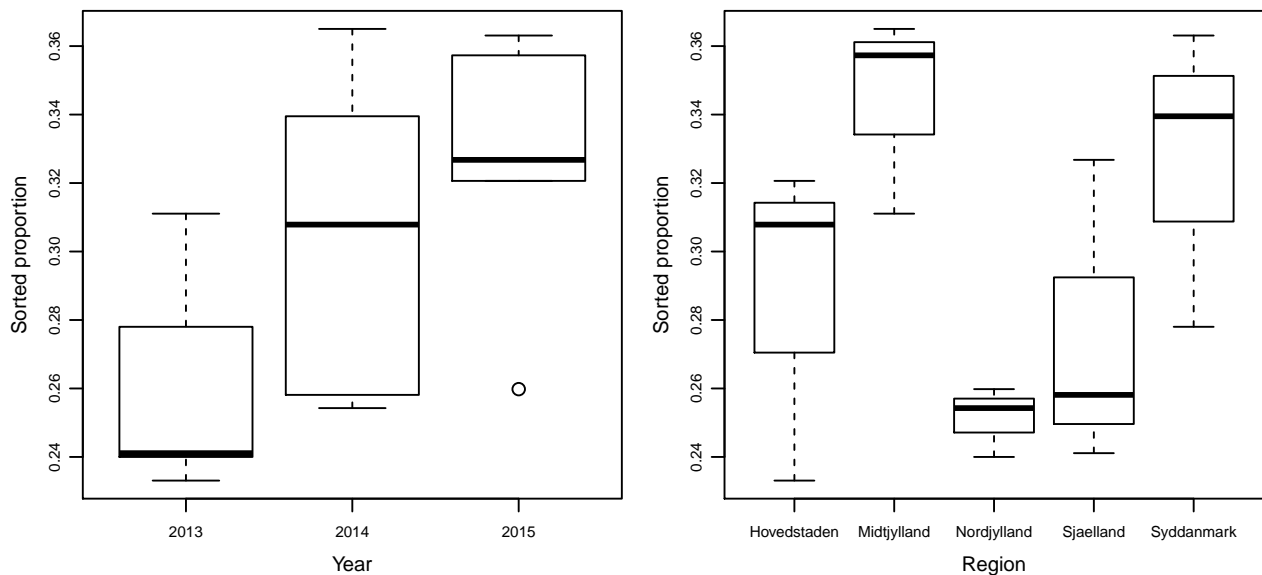 0.36
0.34
0.32
0.30
0.28
0.26
0.24
Sorted proportion
2013 2014 2015
Year
0.36
0.34
0.32
0.30
0.28
0.26
0.24
Sorted proportion
Hovedstaden Midtjylland Nordjylland Sjaelland Syddanmark
Region